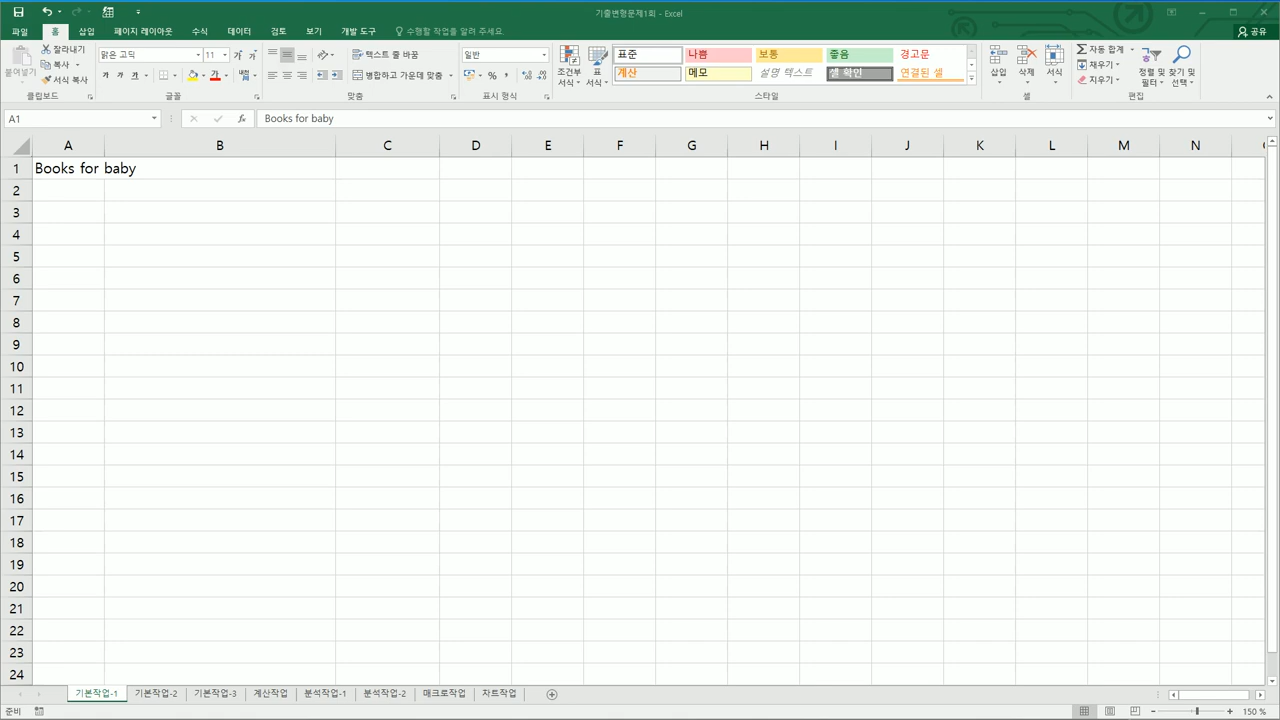 기출변형문제1회 - Excel
파일 홈 삽입 페이지 레이아웃 수식 데이터 검토 보기 개발 도구 수행할 작업을 알려 주세요. 공유
붙여넣기 잘라내기 복사 서식 복사 클립보드
맑은 고딕 11 가 가 가 가 가 가 글꼴
텍스트 줄 바꿈 병합하고 가운데 맞춤 맞춤
일반 % 표시 형식
조건부 서식 표 서식
표준 나쁨 보통 좋음 경고문
계산 메모 설명 텍스트 셀 확인 연결된 셀
스타일
삽입 삭제 서식 셀
자동 합계 채우기 지우기 정렬 및 필터 찾기 및 선택 편집
A1 fx Books for baby
A B C D E F G H I J K L M N
1 Books for baby
2
3
4
5
6
7
8
9
10
11
12
13
14
15
16
17
18
19
20
21
22
23
24
기본작업-1 기본작업-2 기본작업-3 계산작업 분석작업-1 분석작업-2 매크로작업 차트작업
준비 150 %